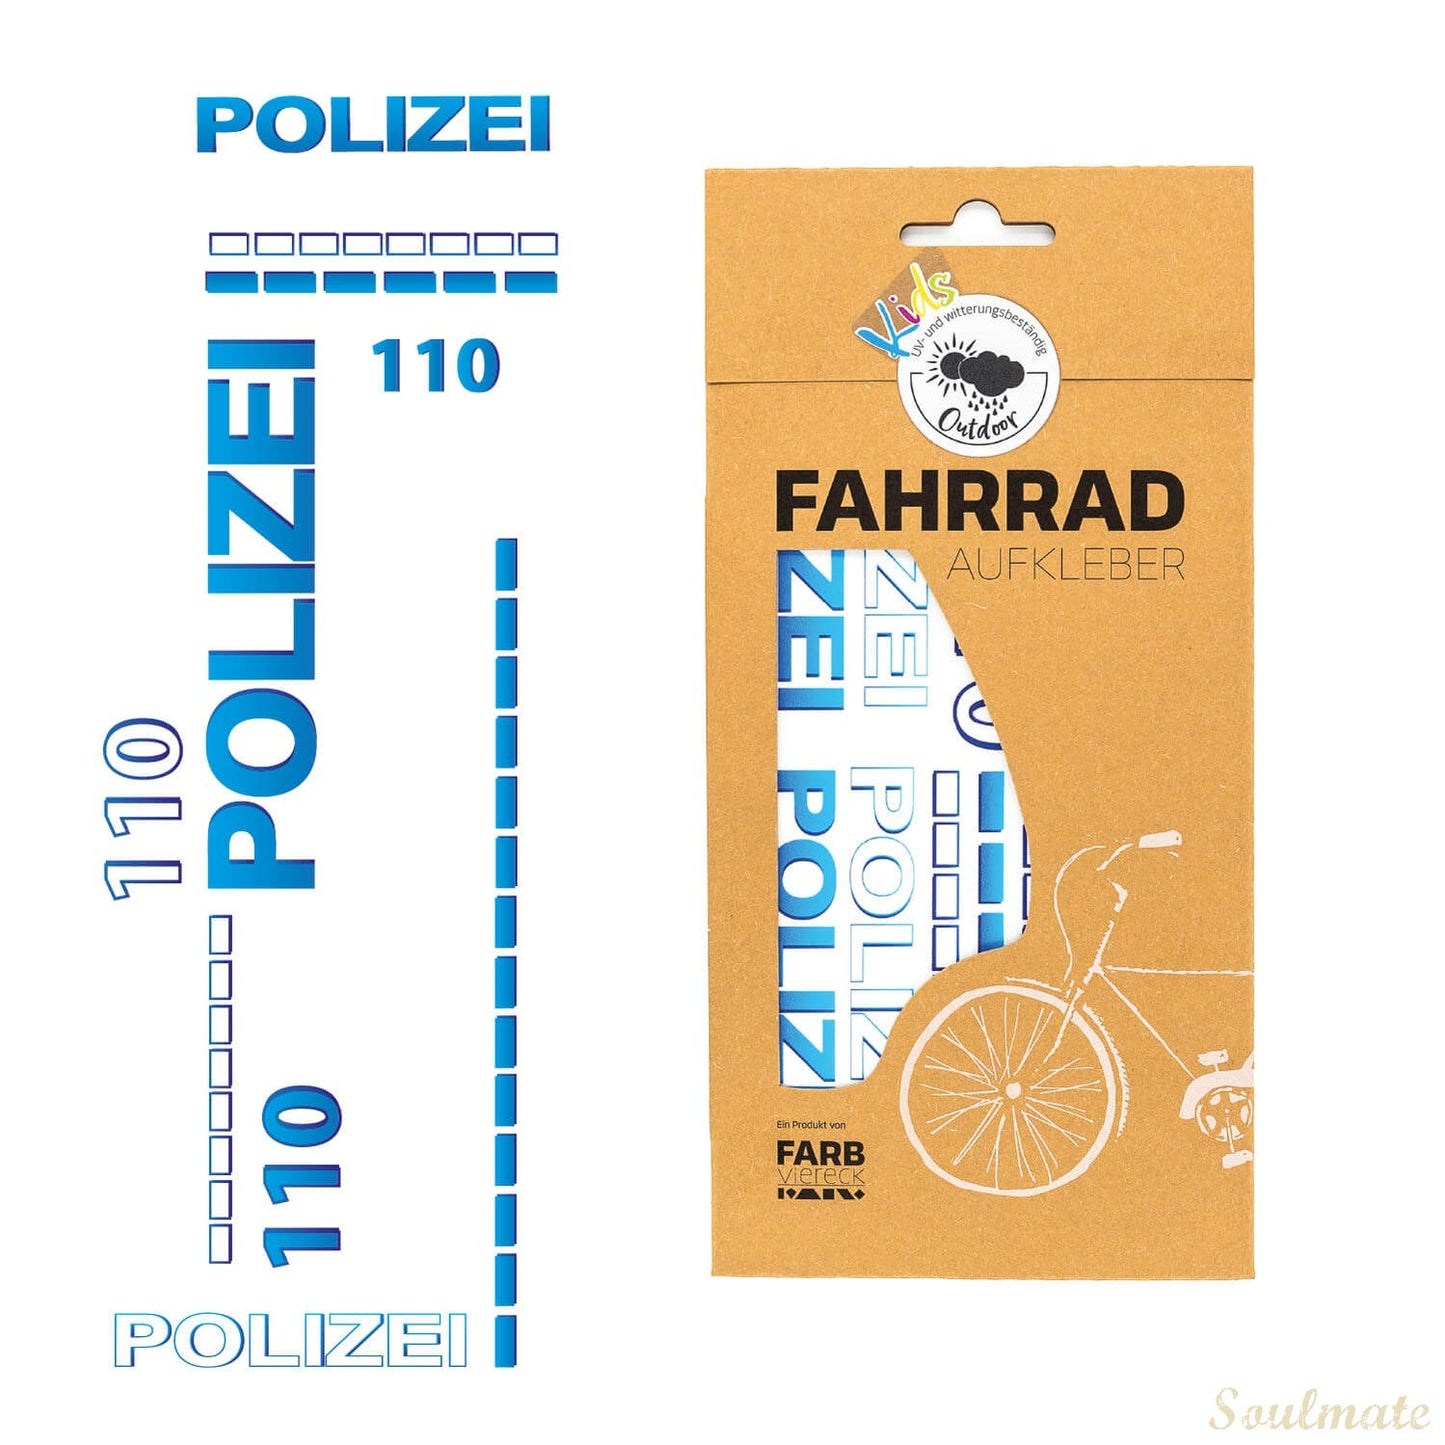 POLIZEI
110
POLIZEI
110
110
POLIZEI
Kids
UV- und witterungsbeständig
Outdoor
FAHRRAD
AUFKLEBER
ZEI
ZEI
10
POLIZ
POLIZ
Ein Produkt von
FARB
viereck
Soulmate